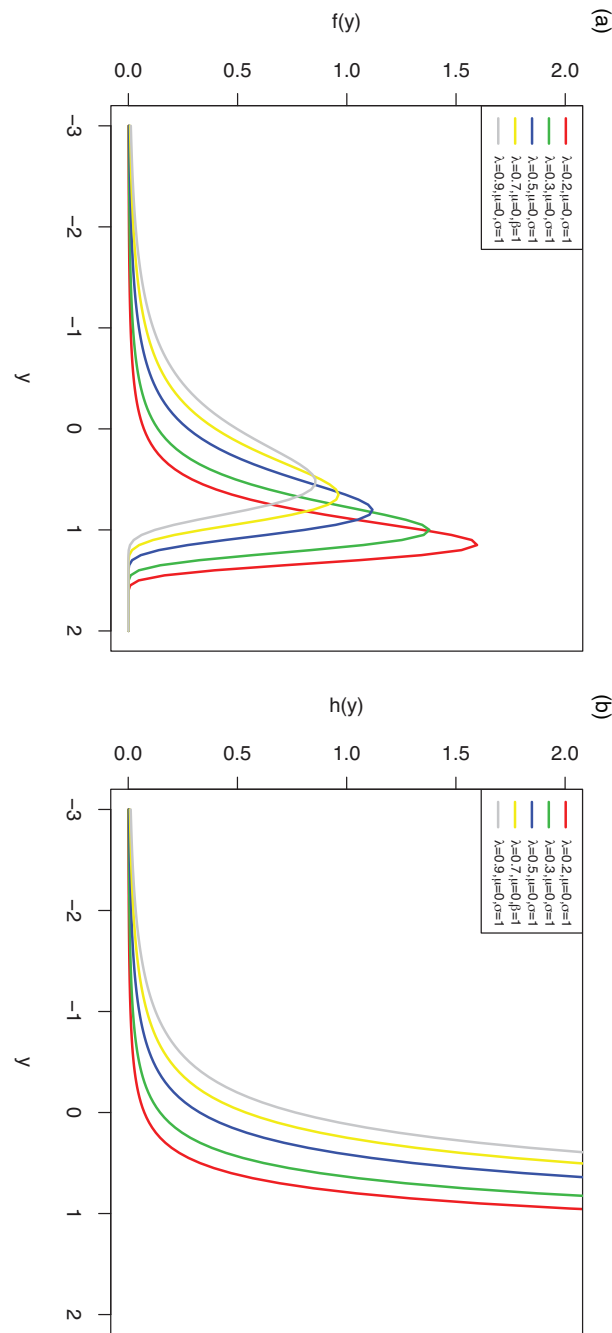 (a)
f(y)
2.0
1.5
1.0
0.5
0.0
λ=0.2,μ=0,σ=1
λ=0.3,μ=0,σ=1
λ=0.5,μ=0,σ=1
λ=0.7,μ=0,β=1
λ=0.9,μ=0,σ=1
−3
−2
−1
0
1
2
y
(b)
h(y)
2.0
1.5
1.0
0.5
0.0
λ=0.2,μ=0,σ=1
λ=0.3,μ=0,σ=1
λ=0.5,μ=0,σ=1
λ=0.7,μ=0,β=1
λ=0.9,μ=0,σ=1
−3
−2
−1
0
1
2
y